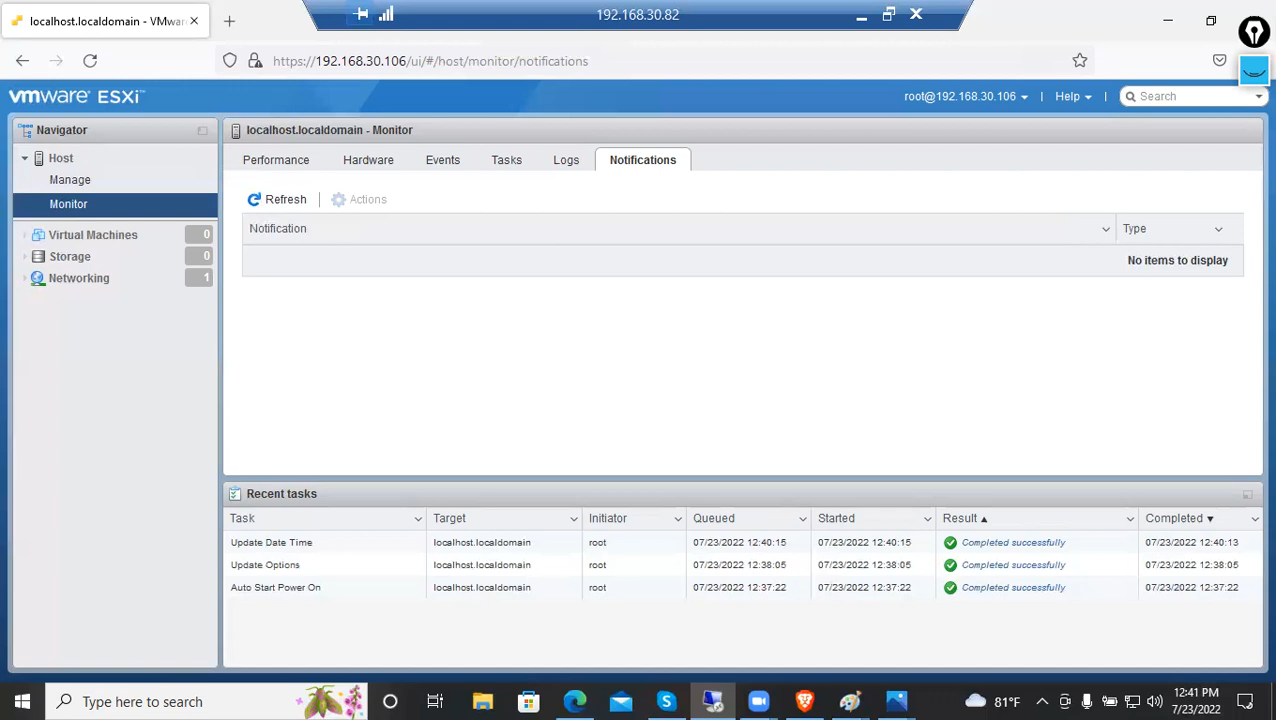 localhost.localdomain - VMwar
192.168.30.82
https://192.168.30.106/ui/#/host/monitor/notifications
vmware ESXi™
root@192.168.30.106 | Help | Search
Navigator
Host
Manage
Monitor
Virtual Machines 0
Storage 0
Networking 1
localhost.localdomain - Monitor
Performance Hardware Events Tasks Logs Notifications
Refresh | Actions
Notification Type
No items to display
Recent tasks
Task Target Initiator Queued Started Result Completed
Update Date Time localhost.localdomain root 07/23/2022 12:40:15 07/23/2022 12:40:15 Completed successfully 07/23/2022 12:40:13
Update Options localhost.localdomain root 07/23/2022 12:38:05 07/23/2022 12:38:05 Completed successfully 07/23/2022 12:38:05
Auto Start Power On localhost.localdomain root 07/23/2022 12:37:22 07/23/2022 12:37:22 Completed successfully 07/23/2022 12:37:22
Type here to search
81°F
12:41 PM
7/23/2022